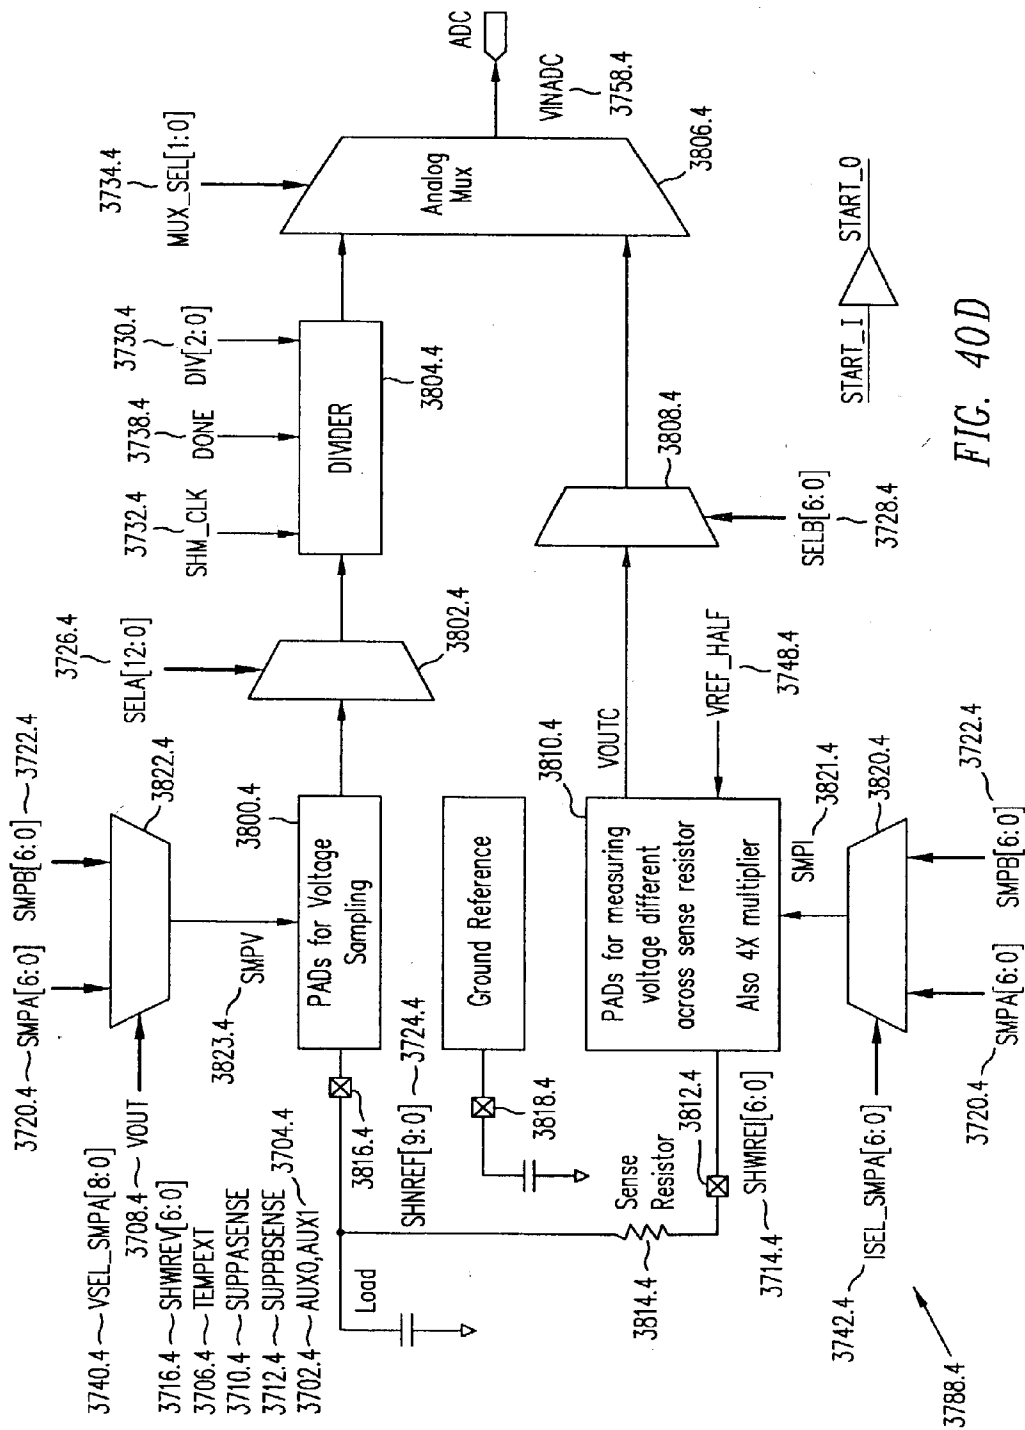 3740.4 VSEL_SMPA[8:0]
3708.4 VOUT
3716.4 SHWIREV[6:0]
3706.4 TEMPEXT
3710.4 SUPPASENSE
3712.4 SUPPBSENSE
3702.4 AUX0,AUX1 3704.4
3720.4 SMPA[6:0]
SMPB[6:0] 3722.4
3822.4
3823.4 SMPV
3726.4
SELA[12:0]
3732.4
SHM_CLK
3738.4
DONE
3730.4
DIV[2:0]
3734.4
MUX_SEL[1:0]
PADs for Voltage
Sampling
3800.4
3802.4
DIVIDER
3804.4
Analog
Mux
3806.4
ADC
VINADC
3758.4
3816.4
SHNREF[9:0] 3724.4
Load
Ground Reference
3818.4
Sense
Resistor
3814.4
3812.4
SHWIREI[6:0]
3714.4
PADs for measuring
voltage different
across sense resistor
Also 4X multiplier
3810.4
VOUTC
VREF_HALF
3748.4
3808.4
SELB[6:0]
3728.4
SMPI
3821.4
3820.4
3742.4
ISEL_SMPA[6:0]
SMPA[6:0]
3720.4
SMPB[6:0]
3722.4
3788.4
START_I
START_O
FIG. 40D